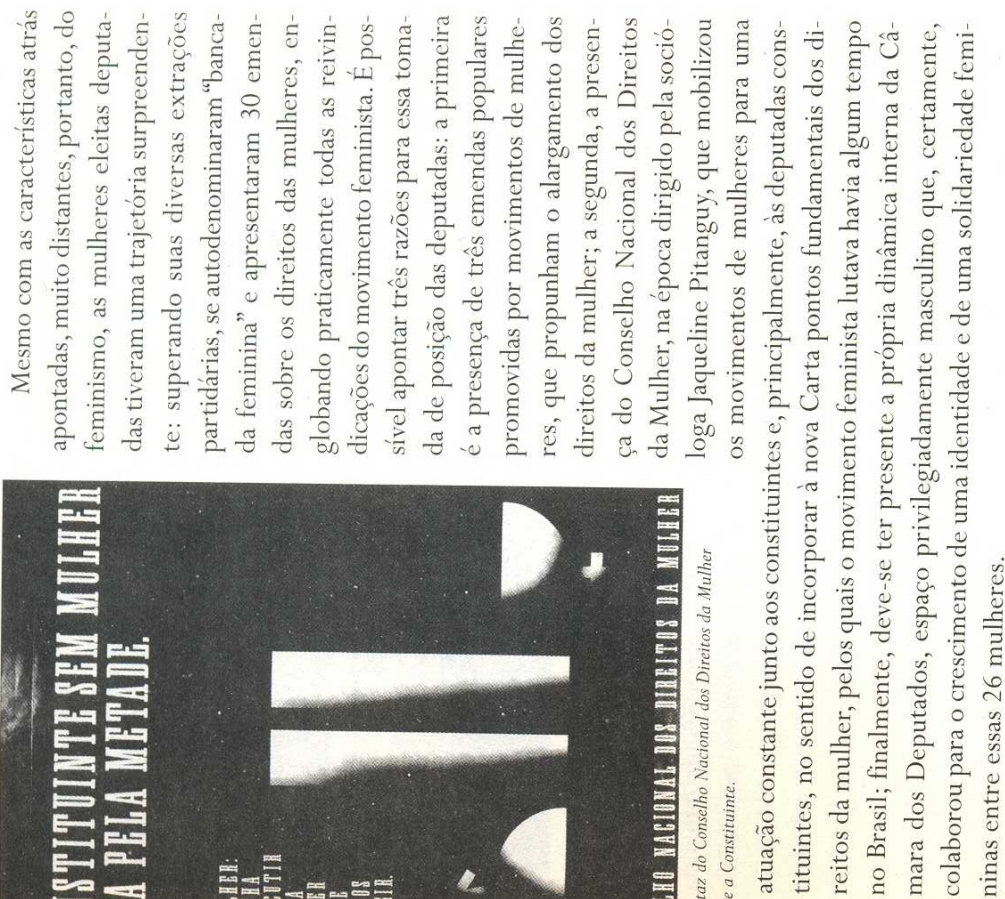 STITUINTE SEM MULHER
A PELA METADE.
LHER:
HA
CUTIR
A
ER
E
OS
IR.
LHO NACIONAL DOS DIREITOS DA MULHER
taz do Conselho Nacional dos Direitos da Mulher
e a Constituinte.
Mesmo com as características atrás
apontadas, muito distantes, portanto, do
feminismo, as mulheres eleitas deputa-
das tiveram uma trajetória surpreenden-
te: superando suas diversas extrações
partidárias, se autodenominaram “banca-
da feminina” e apresentaram 30 emen-
das sobre os direitos das mulheres, en-
globando praticamente todas as reivin-
dicações do movimento feminista. É pos-
sível apontar três razões para essa toma-
da de posição das deputadas: a primeira
é a presença de três emendas populares
promovidas por movimentos de mulhe-
res, que propunham o alargamento dos
direitos da mulher; a segunda, a presen-
ça do Conselho Nacional dos Direitos
da Mulher, na época dirigido pela soció-
loga Jaqueline Pitanguy, que mobilizou
os movimentos de mulheres para uma
atuação constante junto aos constituintes e, principalmente, às deputadas cons-
tituintes, no sentido de incorporar à nova Carta pontos fundamentais dos di-
reitos da mulher, pelos quais o movimento feminista lutava havia algum tempo
no Brasil; finalmente, deve-se ter presente a própria dinâmica interna da Câ
mara dos Deputados, espaço privilegiadamente masculino que, certamente,
colaborou para o crescimento de uma identidade e de uma solidariedade femi-
ninas entre essas 26 mulheres.